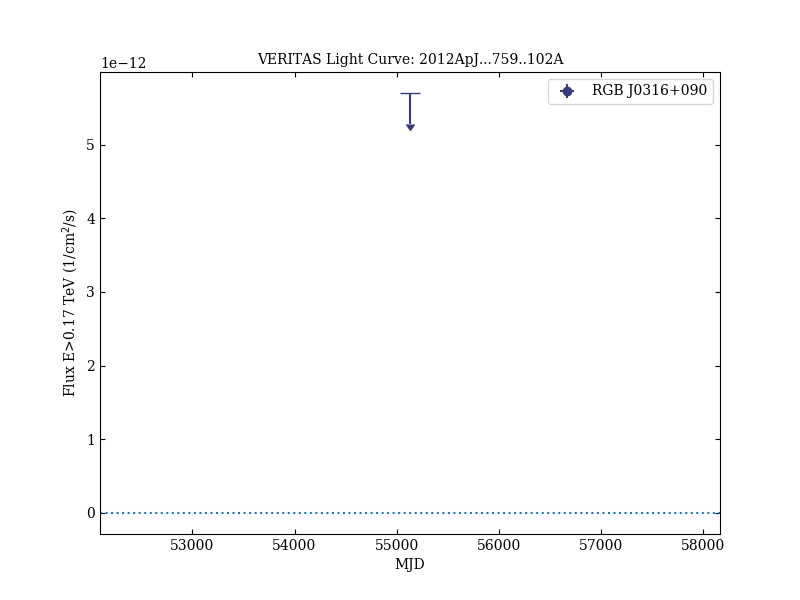 VERITAS Light Curve: 2012ApJ...759..102A
1e−12
RGB J0316+090
5
4
3
2
1
0
Flux E>0.17 TeV (1/cm²/s)
53000 54000 55000 56000 57000 58000
MJD